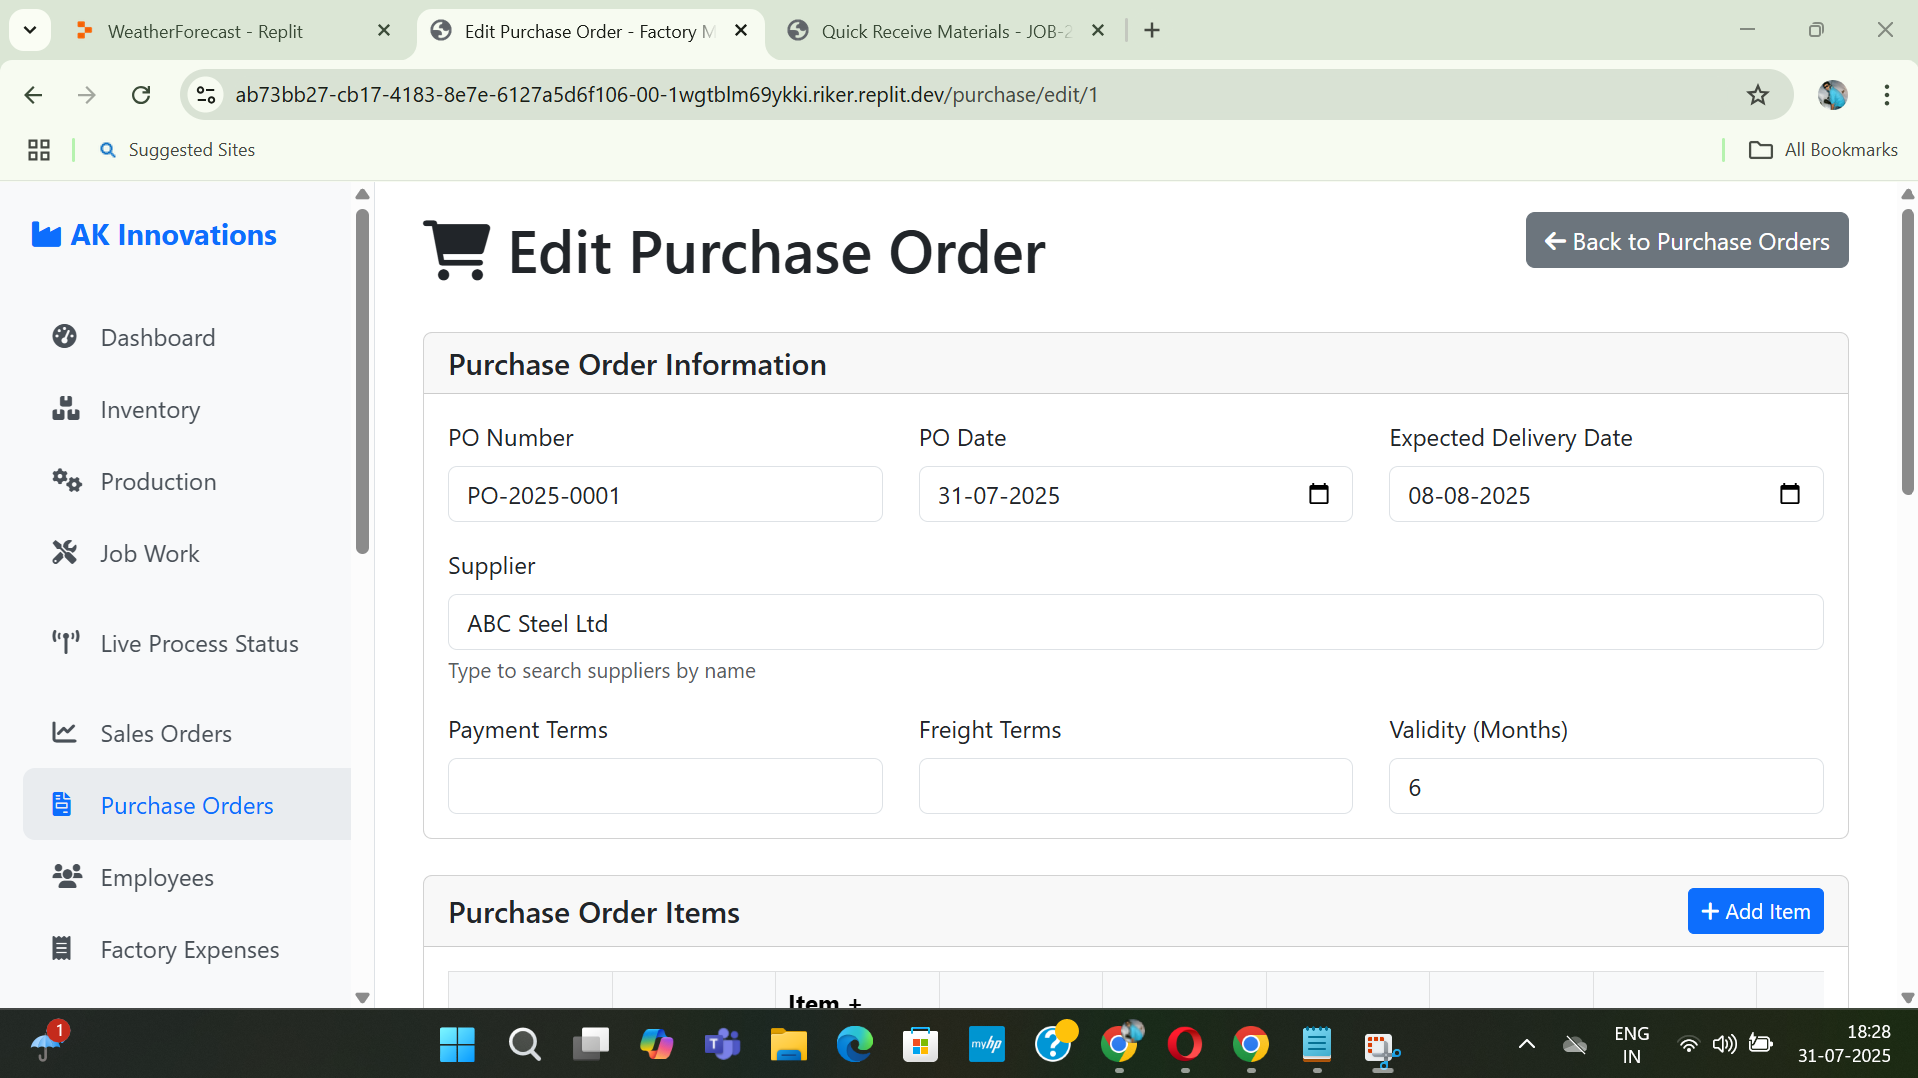 WeatherForecast - Replit
Edit Purchase Order - Factory M
Quick Receive Materials - JOB-2
ab73bb27-cb17-4183-8e7e-6127a5d6f106-00-1wgtblm69ykki.riker.replit.dev/purchase/edit/1
Suggested Sites
All Bookmarks
AK Innovations
Dashboard
Inventory
Production
Job Work
Live Process Status
Sales Orders
Purchase Orders
Employees
Factory Expenses
Edit Purchase Order
Back to Purchase Orders
Purchase Order Information
PO Number
PO Date
Expected Delivery Date
PO-2025-0001
31-07-2025
08-08-2025
Supplier
ABC Steel Ltd
Type to search suppliers by name
Payment Terms
Freight Terms
Validity (Months)
6
Purchase Order Items
+ Add Item
Item +
1
myhp
ENG
IN
18:28
31-07-2025